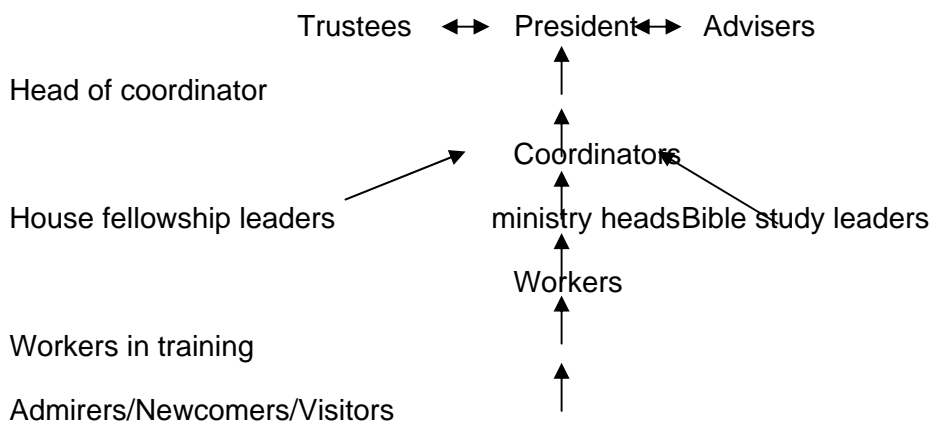 Trustees President Advisers
Head of coordinator
Coordinators
House fellowship leaders ministry heads Bible study leaders
Workers
Workers in training
Admirers/Newcomers/Visitors